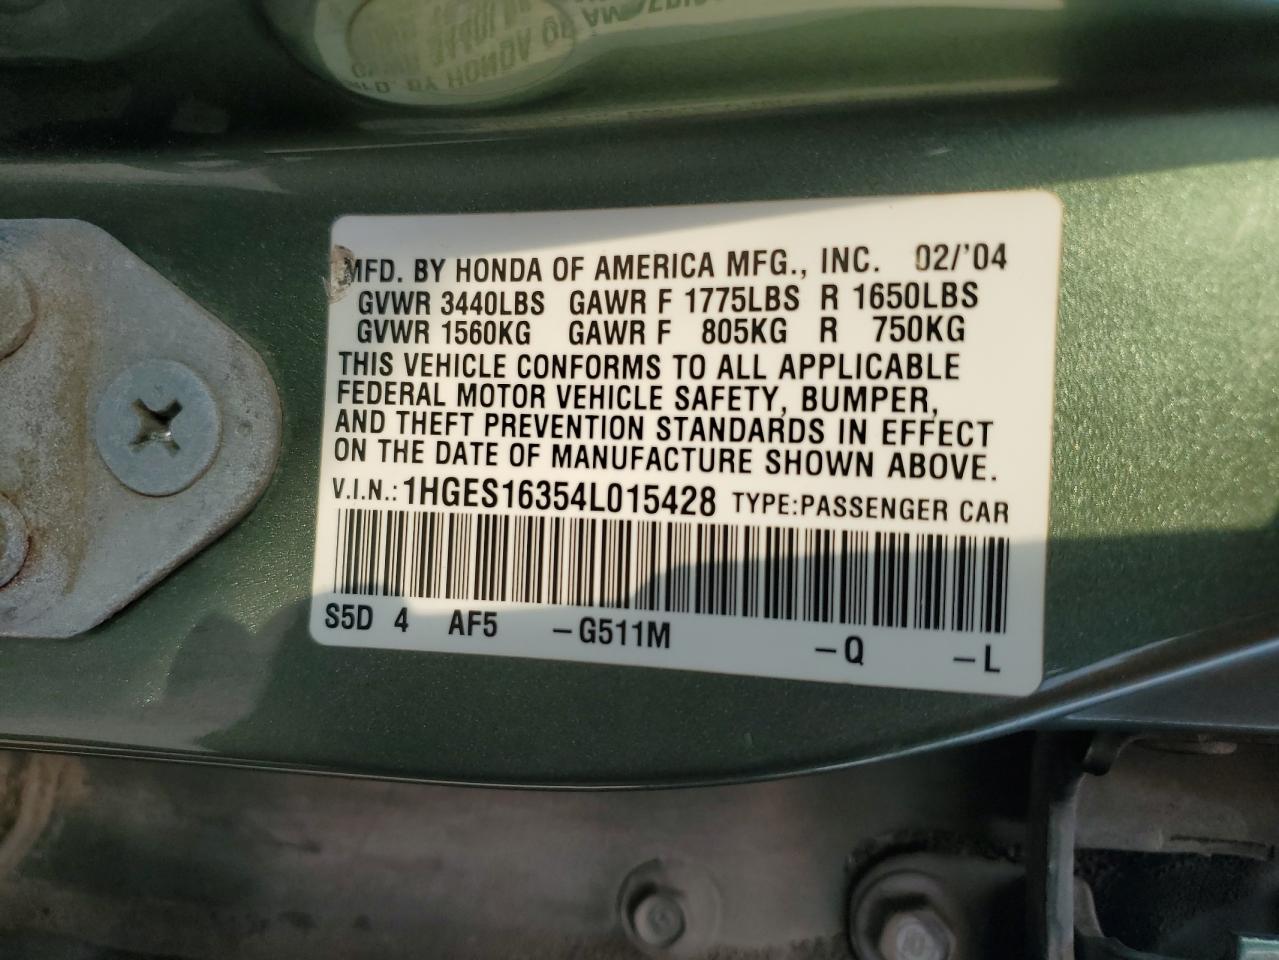 MFD. BY HONDA OF AMERICA MFG., INC. 02/'04
GVWR 3440LBS GAWR F 1775LBS R 1650LBS
GVWR 1560KG GAWR F 805KG R 750KG
THIS VEHICLE CONFORMS TO ALL APPLICABLE
FEDERAL MOTOR VEHICLE SAFETY, BUMPER,
AND THEFT PREVENTION STANDARDS IN EFFECT
ON THE DATE OF MANUFACTURE SHOWN ABOVE.
V.I.N.: 1HGES16354L015428 TYPE:PASSENGER CAR
S5D 4 AF5 -G511M -Q -L